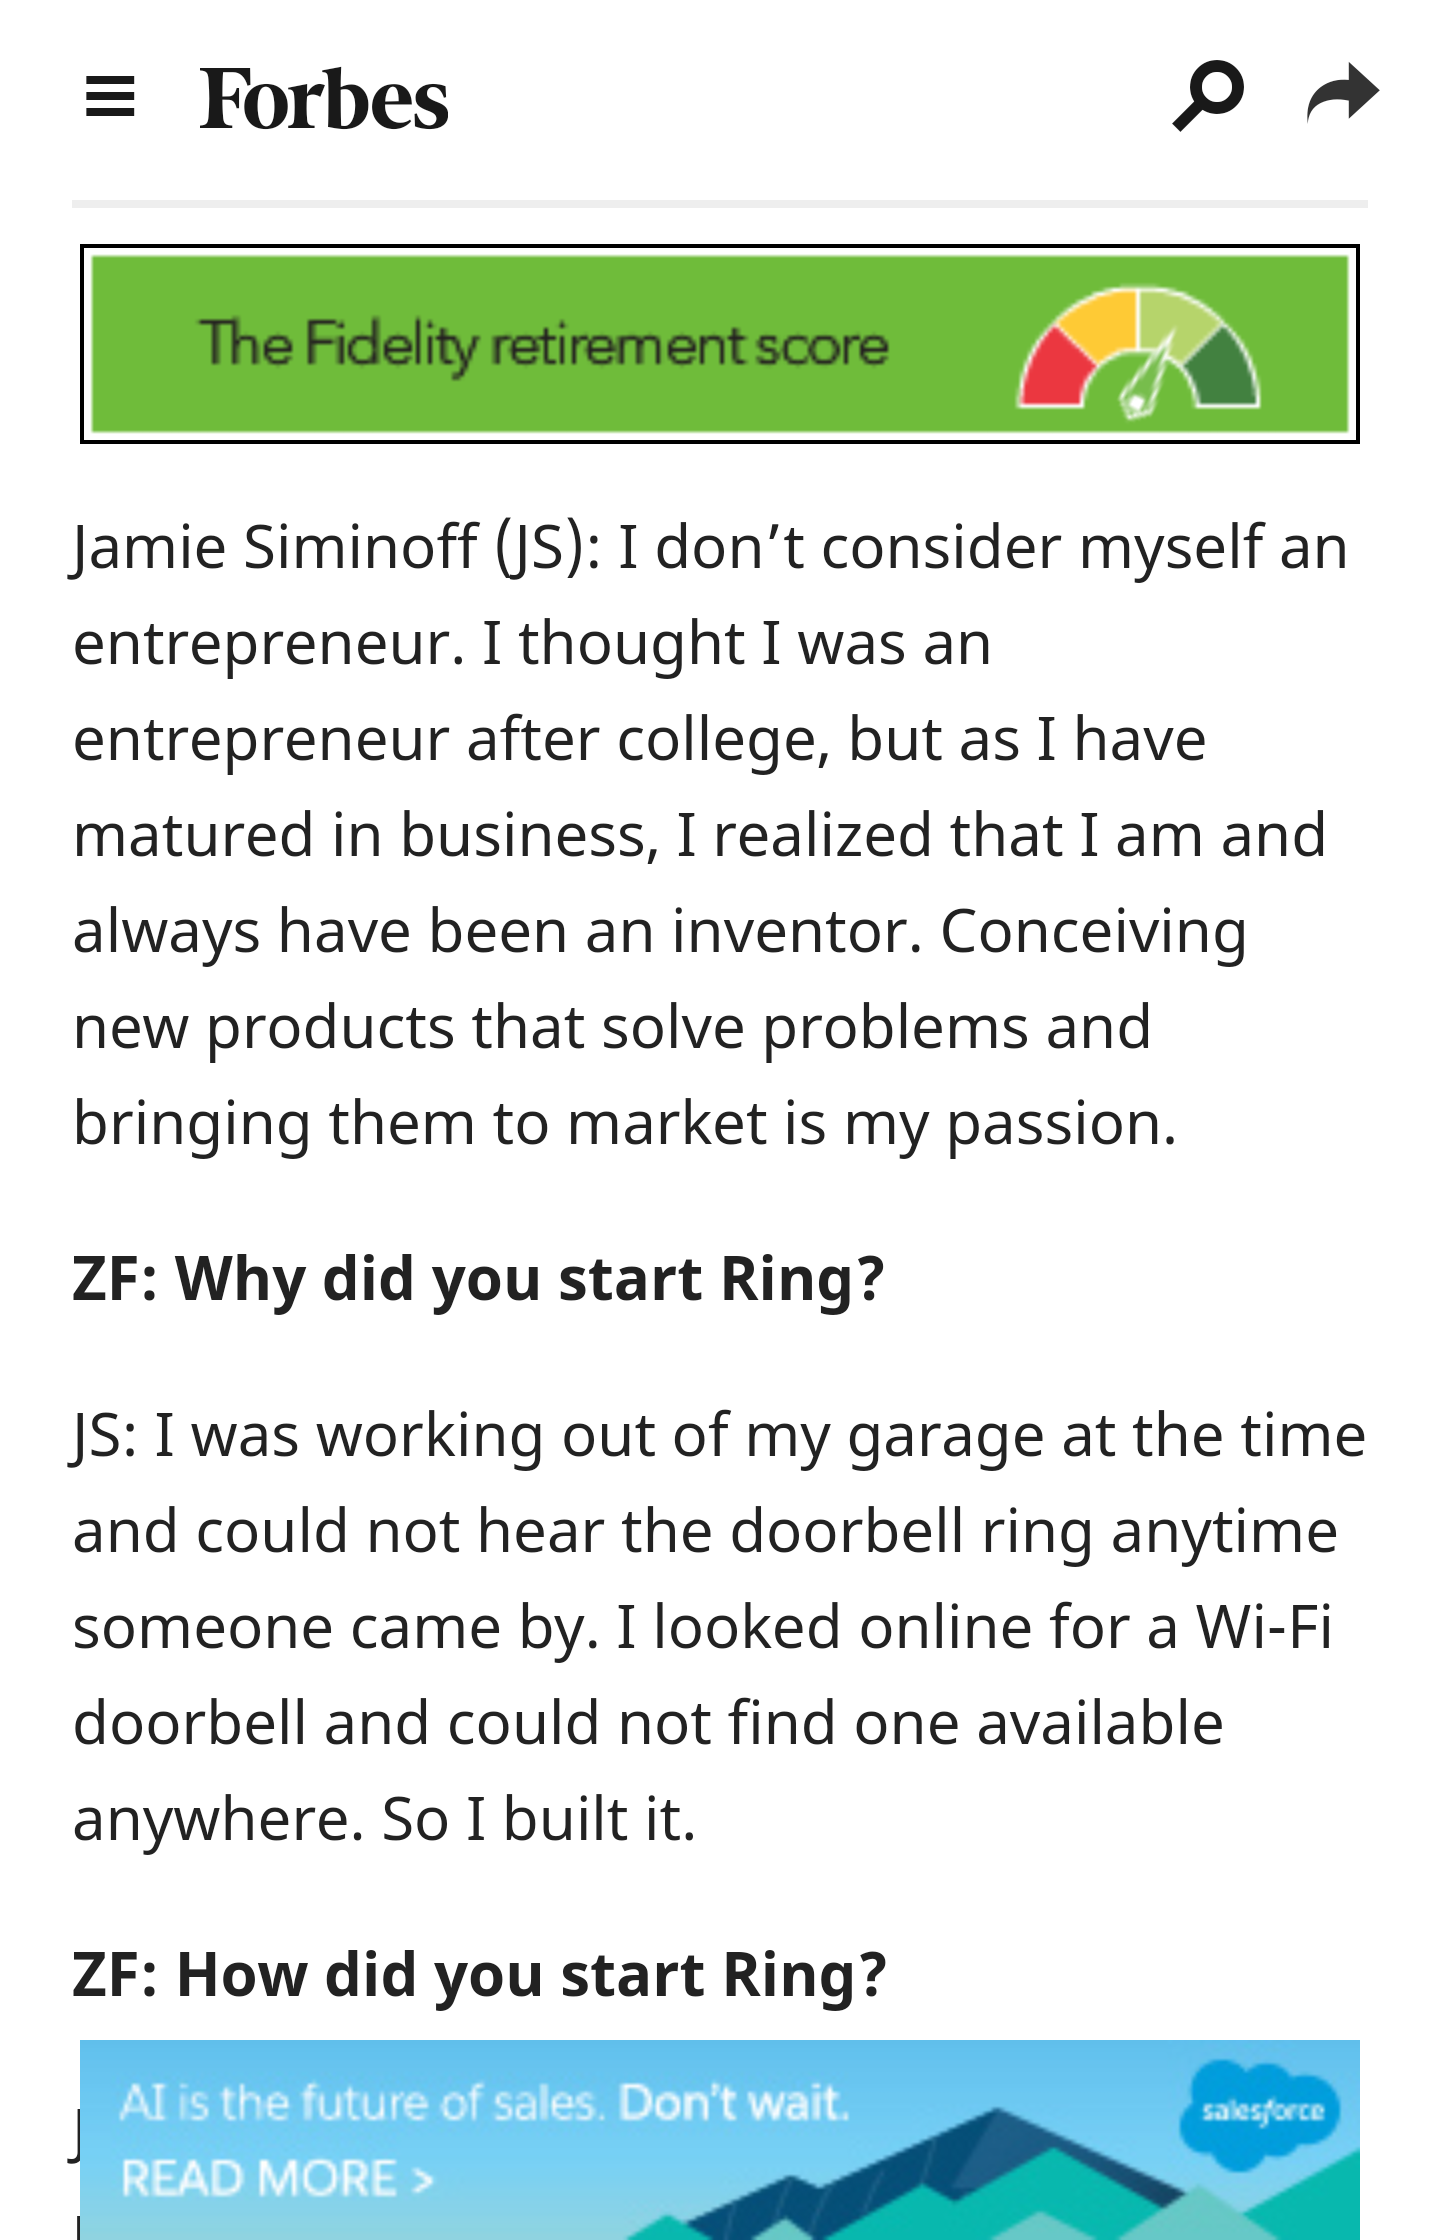 Forbes
The Fidelity retirement score
Jamie Siminoff (JS): I don’t consider myself an
entrepreneur. I thought I was an
entrepreneur after college, but as I have
matured in business, I realized that I am and
always have been an inventor. Conceiving
new products that solve problems and
bringing them to market is my passion.
ZF: Why did you start Ring?
JS: I was working out of my garage at the time
and could not hear the doorbell ring anytime
someone came by. I looked online for a Wi-Fi
doorbell and could not find one available
anywhere. So I built it.
ZF: How did you start Ring?
AI is the future of sales. Don't wait.
salesforce
READ MORE >